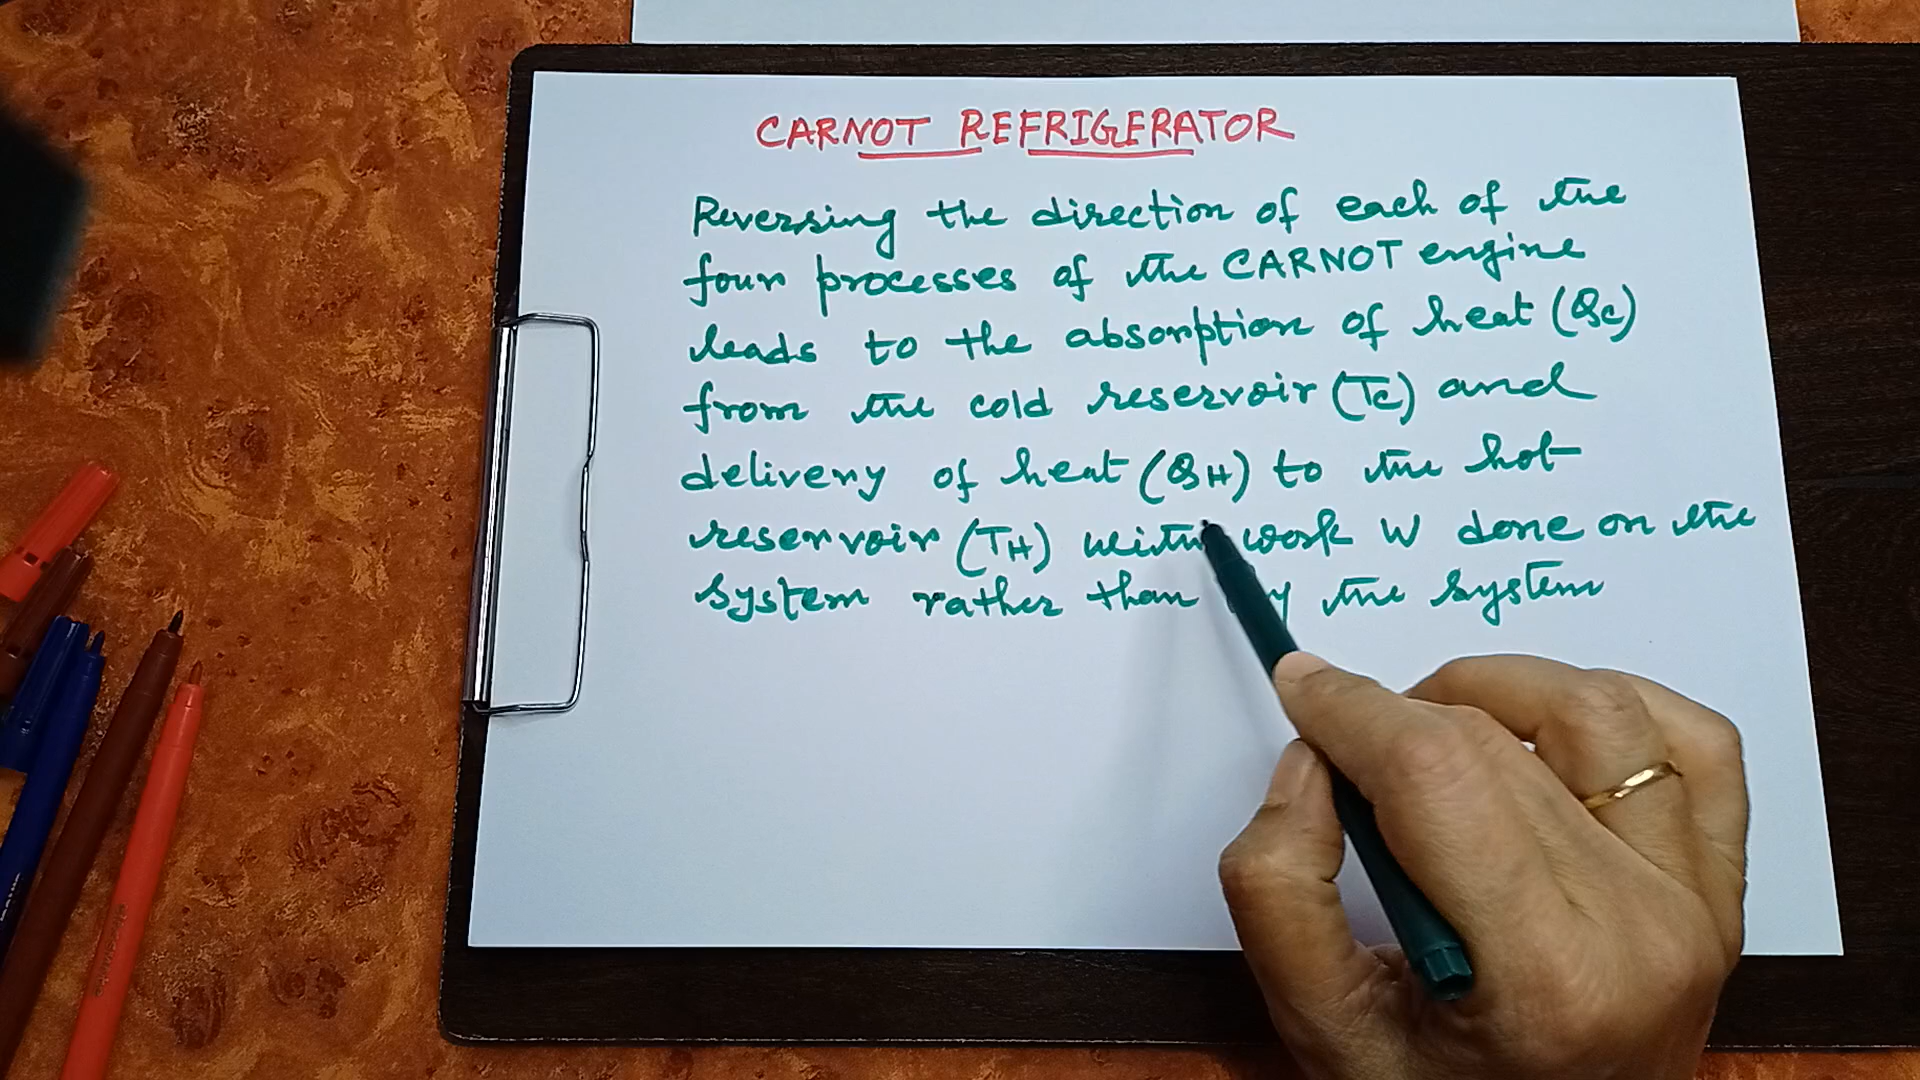 CARNOT REFRIGERATOR
Reversing the direction of each of the
four processes of the CARNOT engine
leads to the absorption of heat (QC)
from the cold reservoir (TC) and
delivery of heat (QH) to the hot
reservoir (TH) with work W done on the
system rather than the system